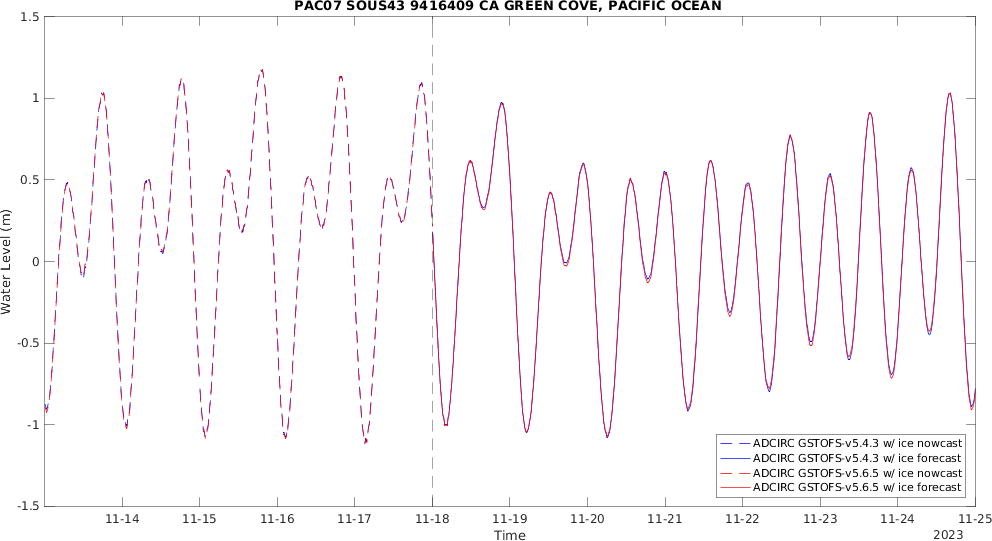 PAC07 SOUS43 9416409 CA GREEN COVE, PACIFIC OCEAN
1.5
1
0.5
0
-0.5
-1
-1.5
Water Level (m)
ADCIRC GSTOFS-v5.4.3 w/ ice nowcast
ADCIRC GSTOFS-v5.4.3 w/ ice forecast
ADCIRC GSTOFS-v5.6.5 w/ ice nowcast
ADCIRC GSTOFS-v5.6.5 w/ ice forecast
11-14 11-15 11-16 11-17 11-18 11-19 11-20 11-21 11-22 11-23 11-24 11-25
Time
2023